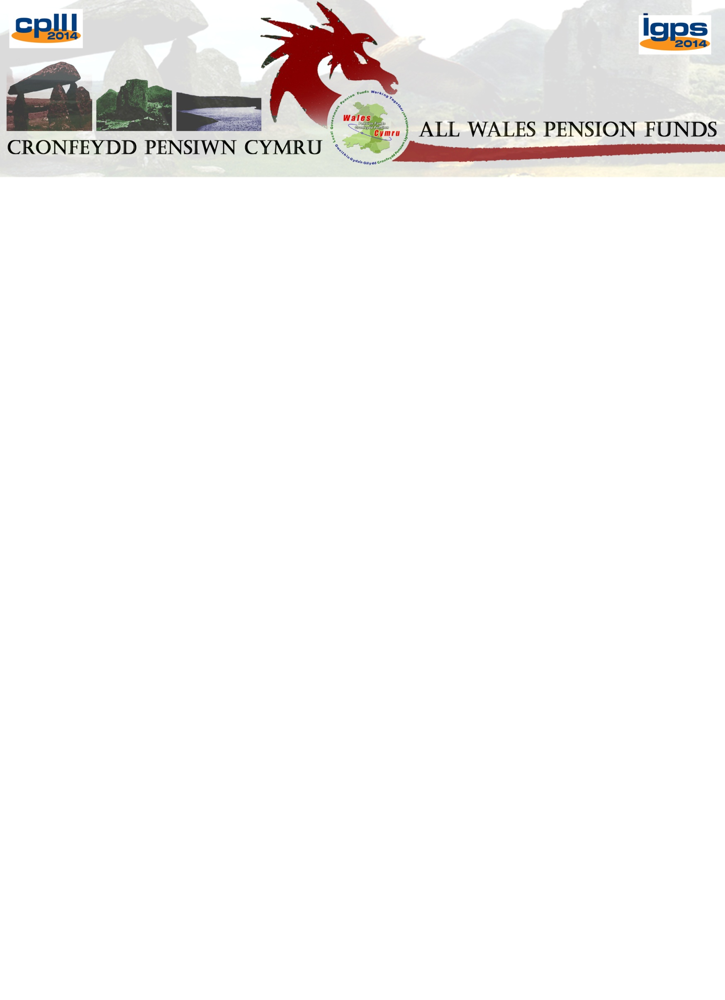 cplll
2014
lgps
2014
Local Government Pension Funds Working Together
Wales
Pension Funds
Cronfeydd Pensiwn
Cymru
Gweithio Gyda'n Gilydd Cronfeydd Pensiwn Llywodraeth Leol
ALL WALES PENSION FUNDS
CRONFEYDD PENSIWN CYMRU